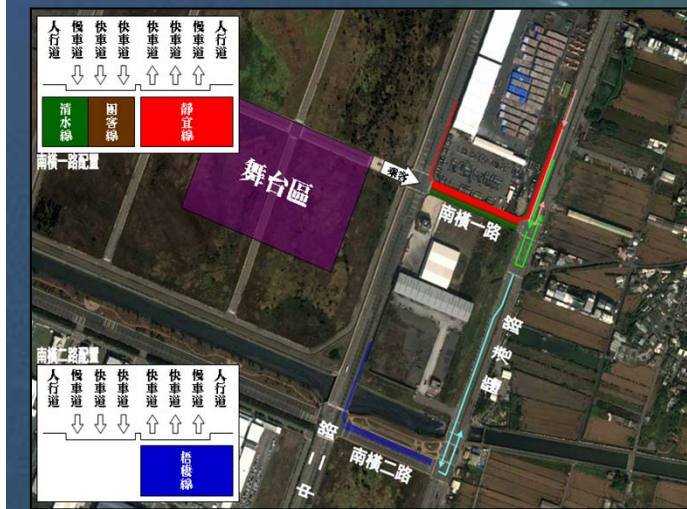 人行道 慢車道 快車道 快車道 快車道 快車道 慢車道 人行道
清水線 團客線 靜宜線
南橫一路配置
舞台區
乘客
南橫一路
臨港路
南橫二路配置
人行道 慢車道 快車道 快車道 快車道 快車道 慢車道 人行道
梧棲線
南橫二路
中二路